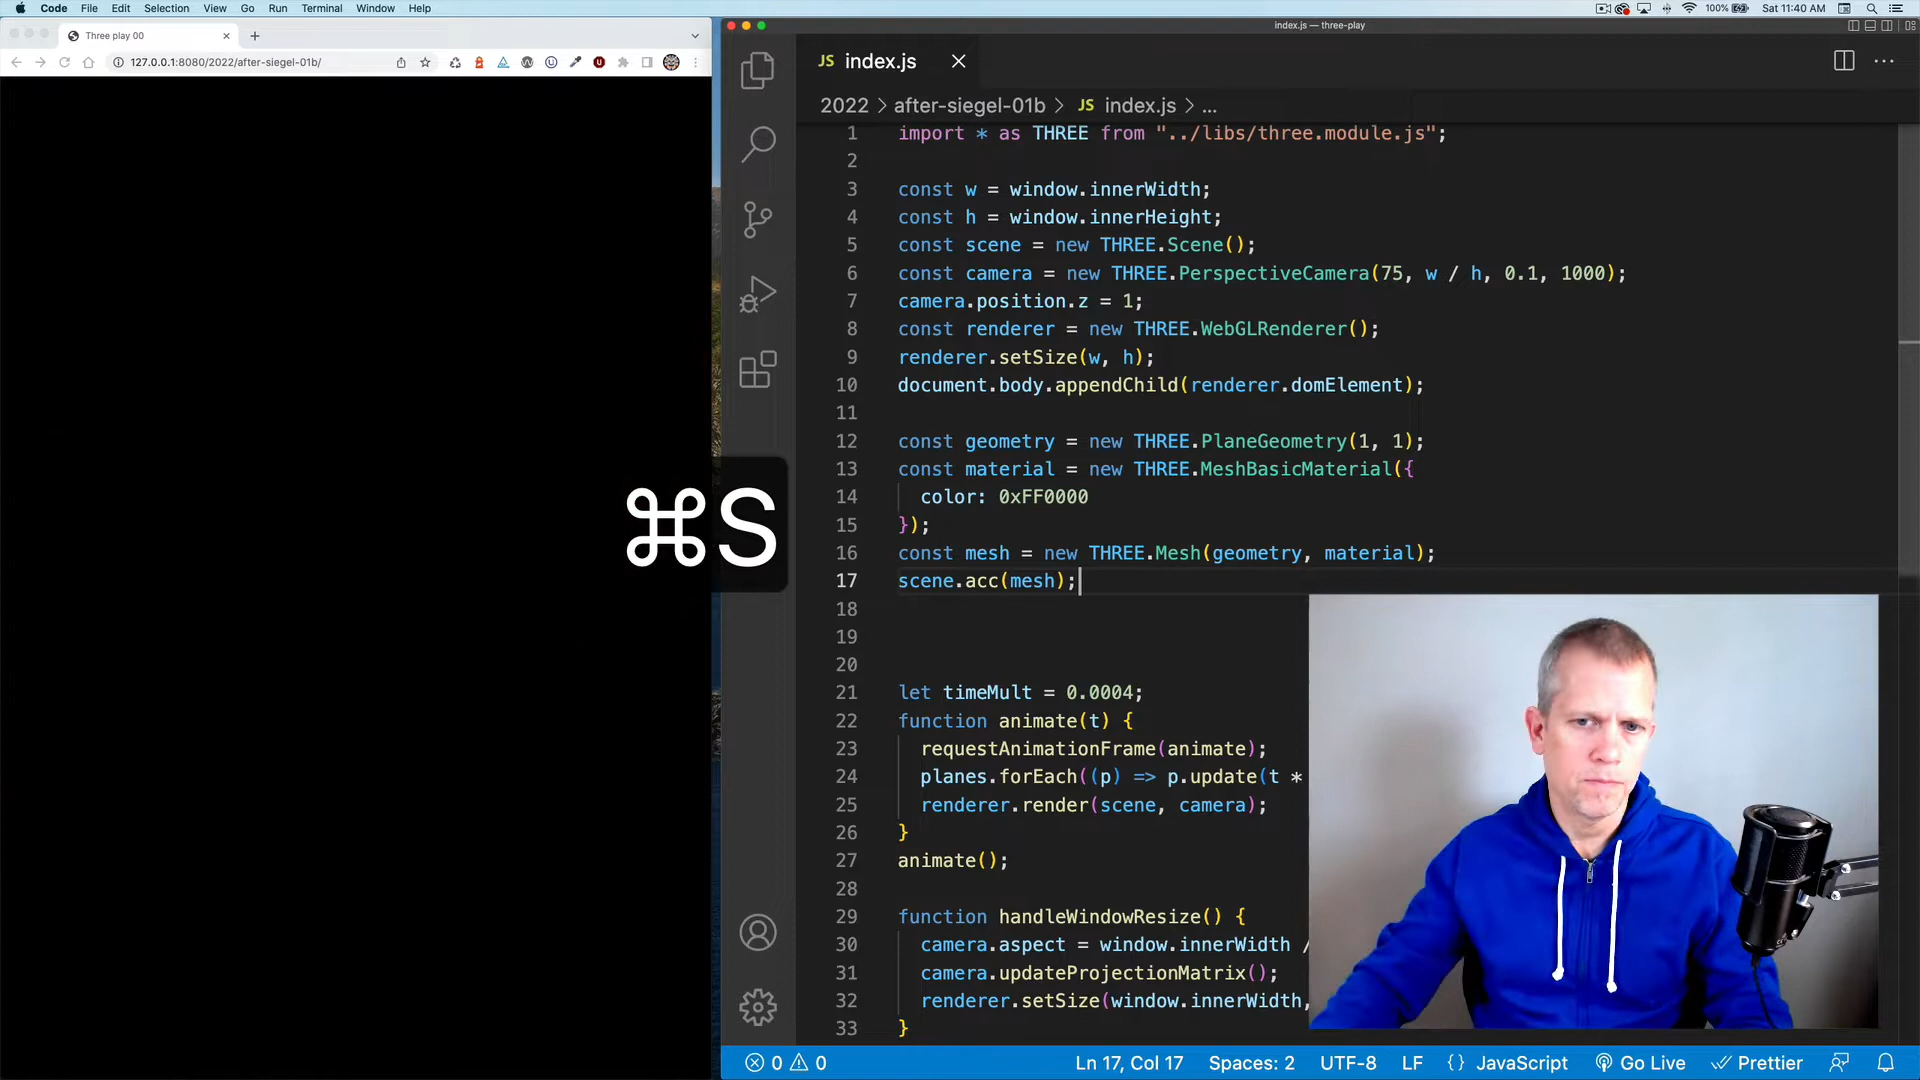 Code File Edit Selection View Go Run Terminal Window Help
100% Sat 11:40 AM
Three play 00
127.0.0.1:8080/2022/after-siegel-01b/
index.js — three-play
JS index.js
2022 > after-siegel-01b > JS index.js > ...
1 import * as THREE from "../libs/three.module.js";
2
3 const w = window.innerWidth;
4 const h = window.innerHeight;
5 const scene = new THREE.Scene();
6 const camera = new THREE.PerspectiveCamera(75, w / h, 0.1, 1000);
7 camera.position.z = 1;
8 const renderer = new THREE.WebGLRenderer();
9 renderer.setSize(w, h);
10 document.body.appendChild(renderer.domElement);
11
12 const geometry = new THREE.PlaneGeometry(1, 1);
13 const material = new THREE.MeshBasicMaterial({
14 color: 0xFF0000
15 });
16 const mesh = new THREE.Mesh(geometry, material);
17 scene.acc(mesh);
18
19
20
21 let timeMult = 0.0004;
22 function animate(t) {
23 requestAnimationFrame(animate);
24 planes.forEach((p) => p.update(t *
25 renderer.render(scene, camera);
26 }
27 animate();
28
29 function handleWindowResize() {
30 camera.aspect = window.innerWidth /
31 camera.updateProjectionMatrix();
32 renderer.setSize(window.innerWidth,
33 }
⌘S
0 0 Ln 17, Col 17 Spaces: 2 UTF-8 LF {} JavaScript Go Live Prettier